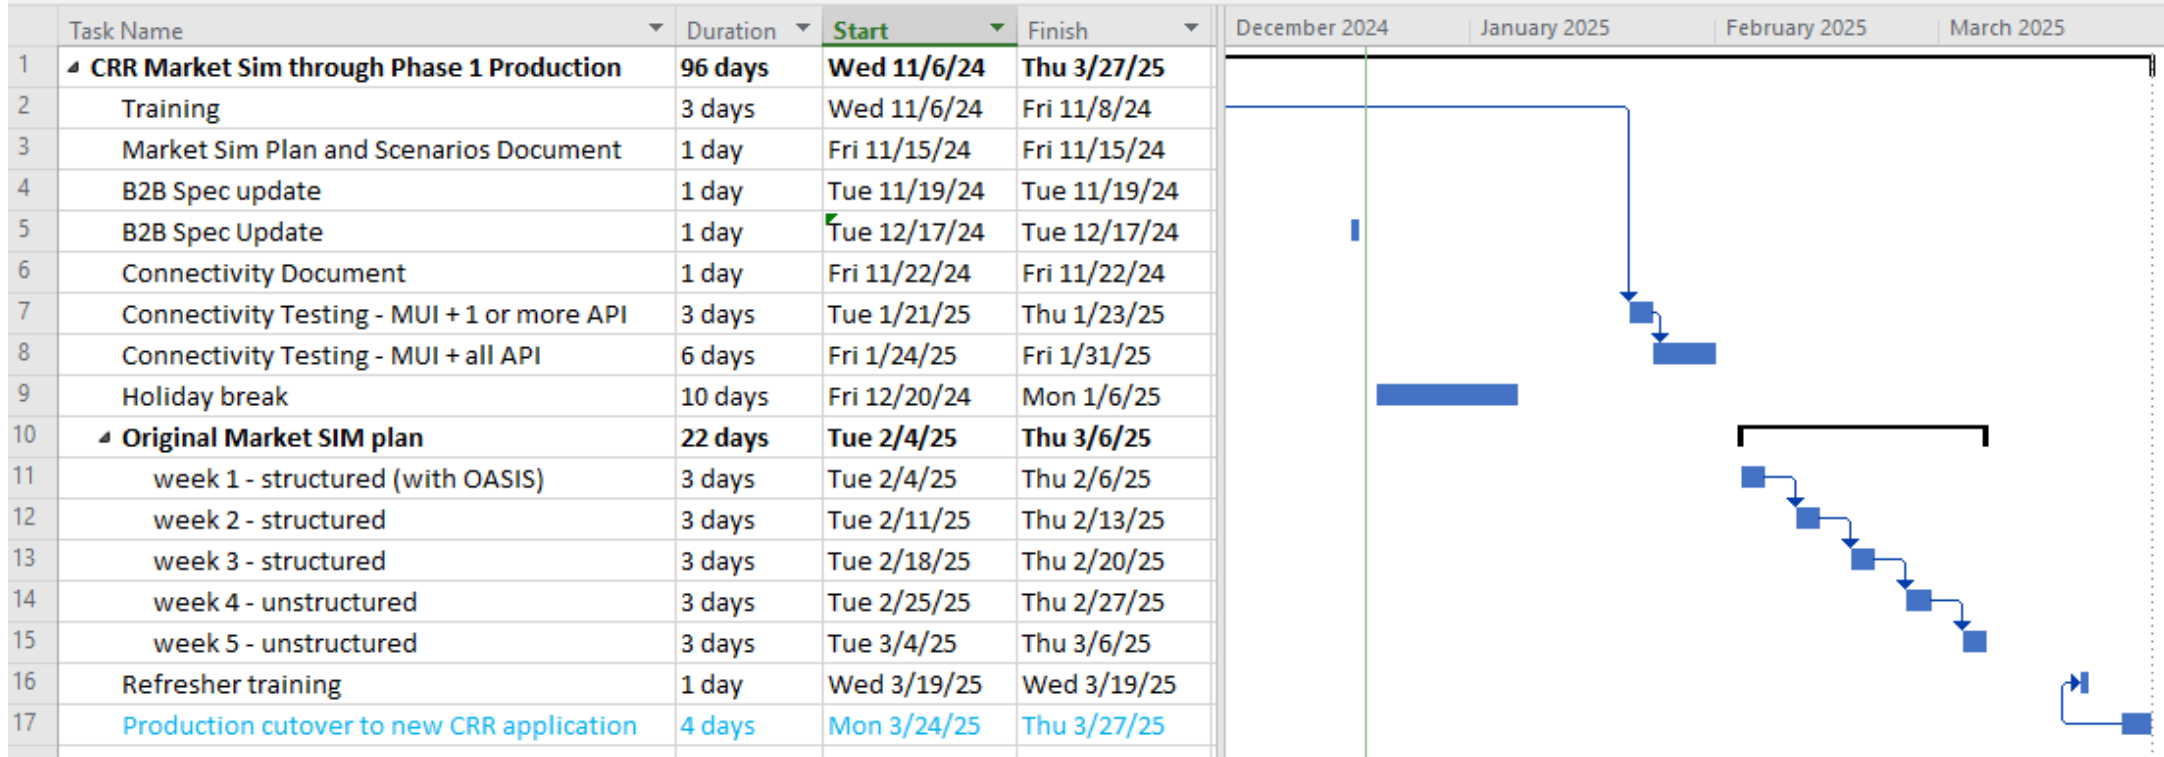 Task Name Duration Start Finish December 2024 January 2025 February 2025 March 2025
1 CRR Market Sim through Phase 1 Production 96 days Wed 11/6/24 Thu 3/27/25
2 Training 3 days Wed 11/6/24 Fri 11/8/24
3 Market Sim Plan and Scenarios Document 1 day Fri 11/15/24 Fri 11/15/24
4 B2B Spec update 1 day Tue 11/19/24 Tue 11/19/24
5 B2B Spec Update 1 day Tue 12/17/24 Tue 12/17/24
6 Connectivity Document 1 day Fri 11/22/24 Fri 11/22/24
7 Connectivity Testing - MUI + 1 or more API 3 days Tue 1/21/25 Thu 1/23/25
8 Connectivity Testing - MUI + all API 6 days Fri 1/24/25 Fri 1/31/25
9 Holiday break 10 days Fri 12/20/24 Mon 1/6/25
10 Original Market SIM plan 22 days Tue 2/4/25 Thu 3/6/25
11 week 1 - structured (with OASIS) 3 days Tue 2/4/25 Thu 2/6/25
12 week 2 - structured 3 days Tue 2/11/25 Thu 2/13/25
13 week 3 - structured 3 days Tue 2/18/25 Thu 2/20/25
14 week 4 - unstructured 3 days Tue 2/25/25 Thu 2/27/25
15 week 5 - unstructured 3 days Tue 3/4/25 Thu 3/6/25
16 Refresher training 1 day Wed 3/19/25 Wed 3/19/25
17 Production cutover to new CRR application 4 days Mon 3/24/25 Thu 3/27/25